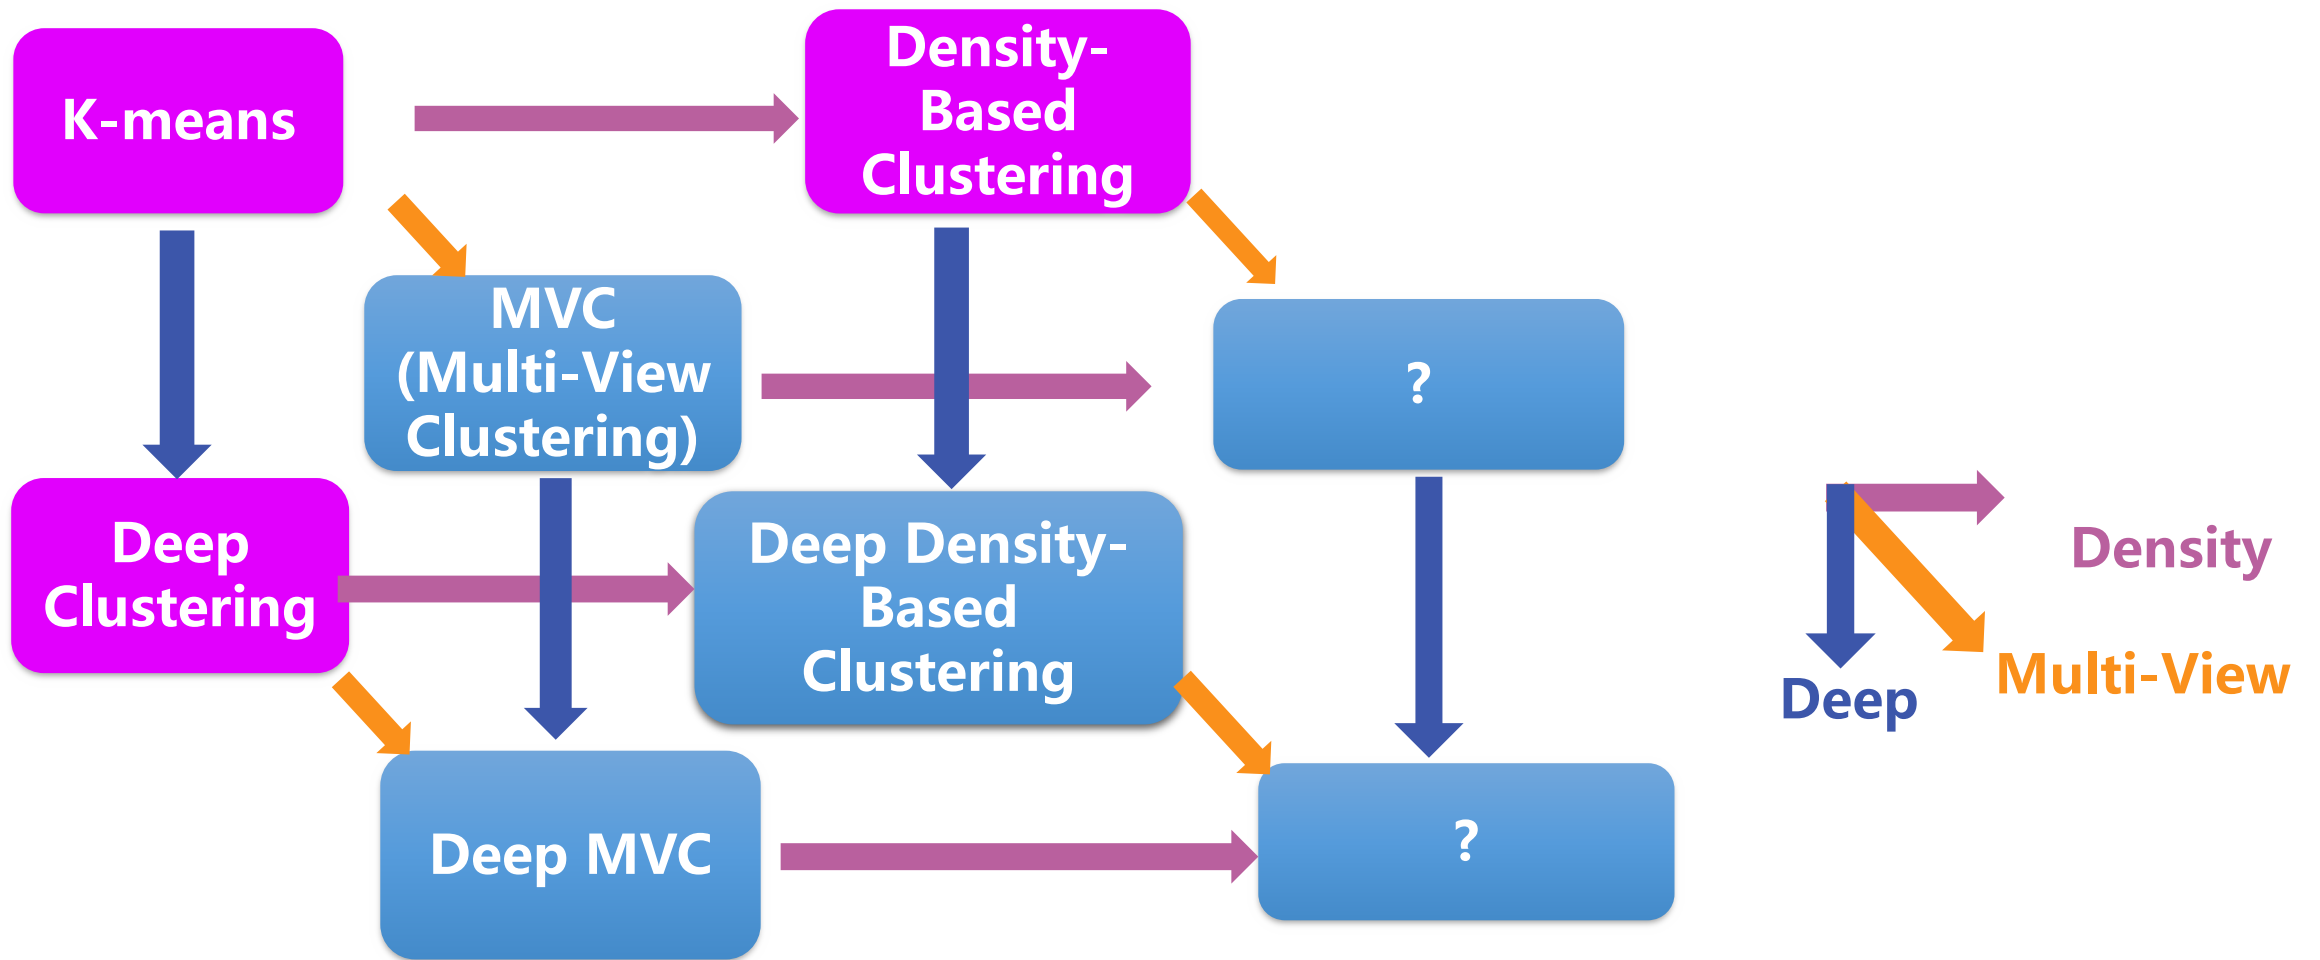 K-means
Density-
Based
Clustering
MVC
(Multi-View
Clustering)
?
Deep
Clustering
Deep Density-
Based
Clustering
Deep MVC
?
Density
Multi-View
Deep